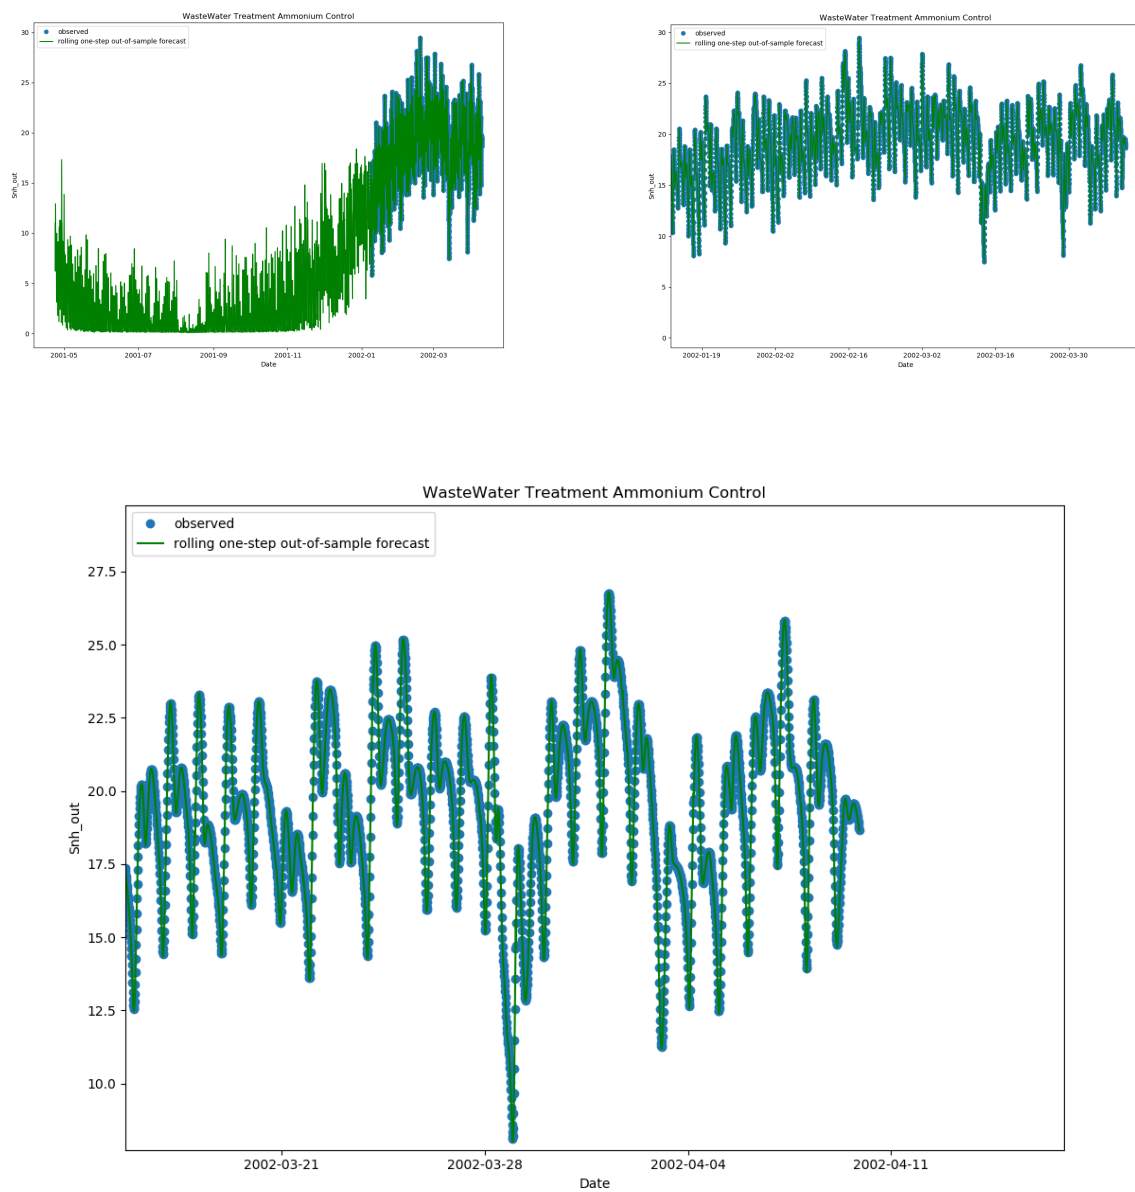 WasteWater Treatment Ammonium Control
observed
rolling one-step out-of-sample forecast
30
25
20
15
10
5
0
Snh_out
2001-05 2001-07 2001-09 2001-11 2002-01 2002-03
Date
WasteWater Treatment Ammonium Control
observed
rolling one-step out-of-sample forecast
30
25
20
15
10
5
0
Snh_out
2002-01-19 2002-02-02 2002-02-16 2002-03-02 2002-03-16 2002-03-30
Date
WasteWater Treatment Ammonium Control
observed
rolling one-step out-of-sample forecast
27.5
25.0
22.5
20.0
17.5
15.0
12.5
10.0
Snh_out
2002-03-21 2002-03-28 2002-04-04 2002-04-11
Date